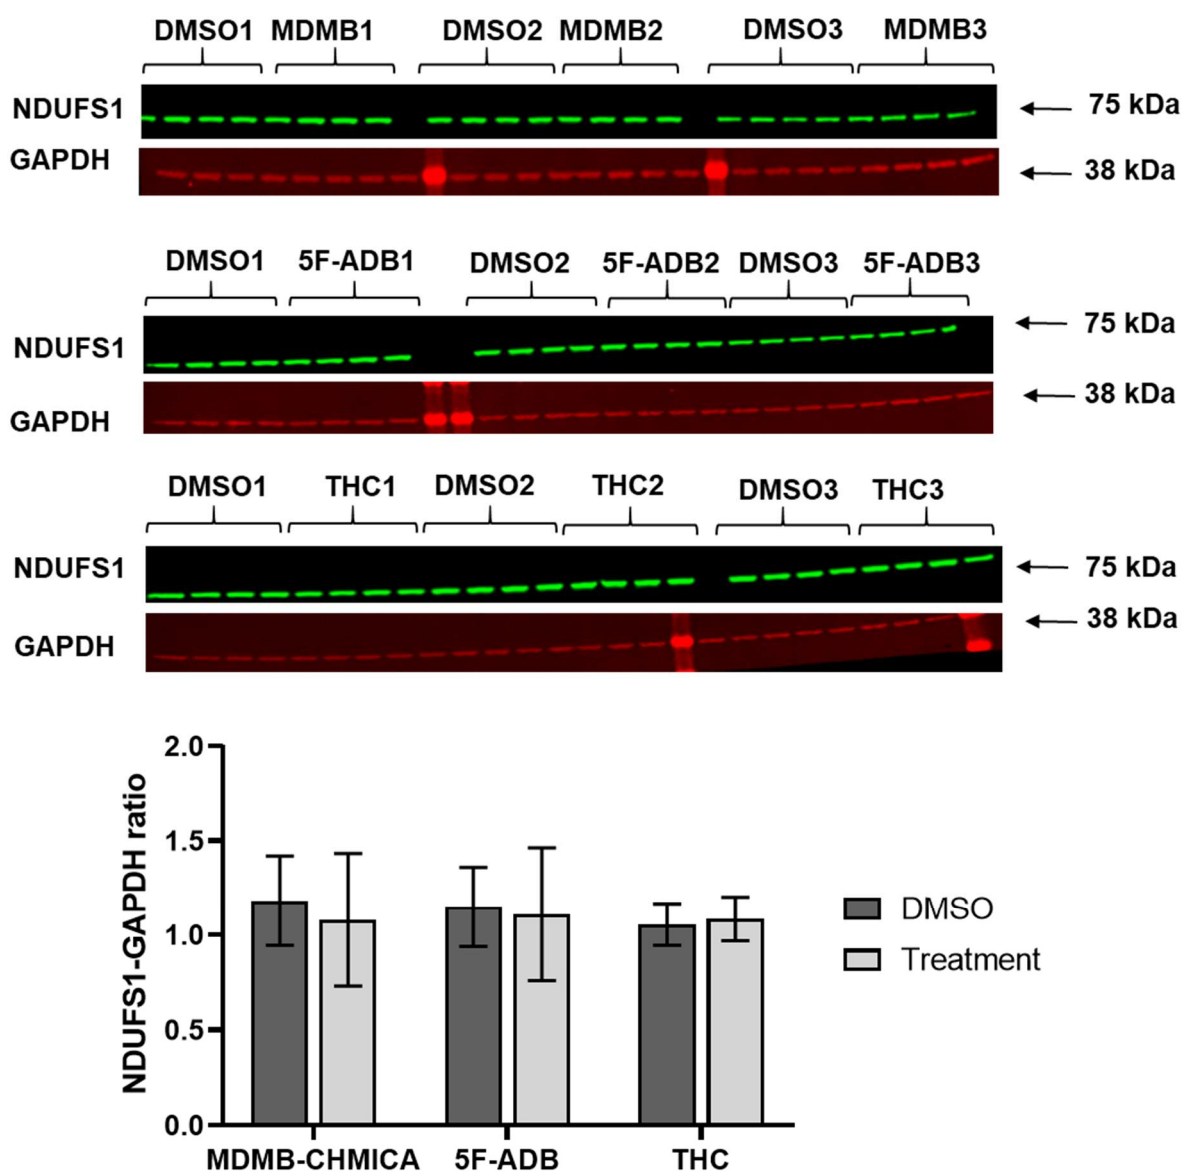 DMSO1 MDMB1 DMSO2 MDMB2 DMSO3 MDMB3
NDUFS1 75 kDa
GAPDH 38 kDa
DMSO1 5F-ADB1 DMSO2 5F-ADB2 DMSO3 5F-ADB3
NDUFS1 75 kDa
GAPDH 38 kDa
DMSO1 THC1 DMSO2 THC2 DMSO3 THC3
NDUFS1 75 kDa
GAPDH 38 kDa
NDUFS1-GAPDH ratio
2.0
1.5
1.0
0.5
0.0
MDMB-CHMICA 5F-ADB THC
DMSO
Treatment